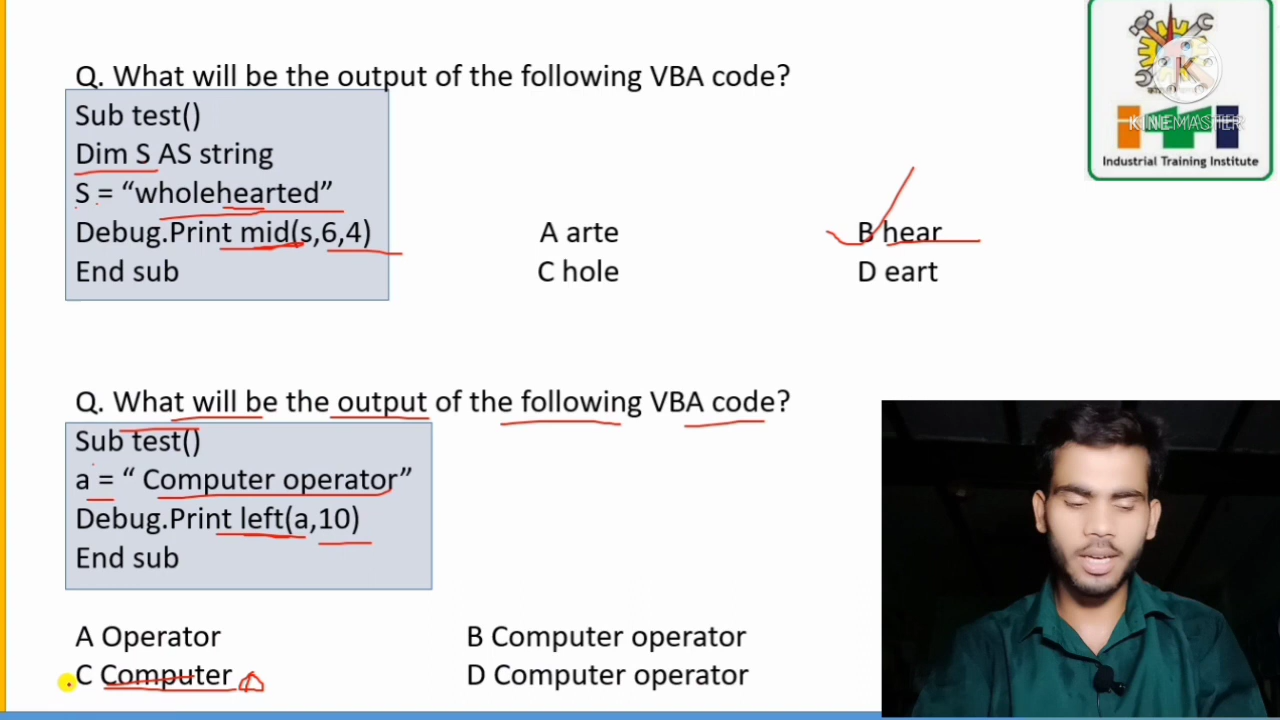 Q. What will be the output of the following VBA code?
Sub test()
Dim S AS string
S = “wholehearted”
Debug.Print mid(s,6,4)
End sub
A arte
B hear
C hole
D eart
K
KINEMASTER
Industrial Training Institute
Q. What will be the output of the following VBA code?
Sub test()
a = “ Computer operator”
Debug.Print left(a,10)
End sub
A Operator
B Computer operator
C Computer
D Computer operator